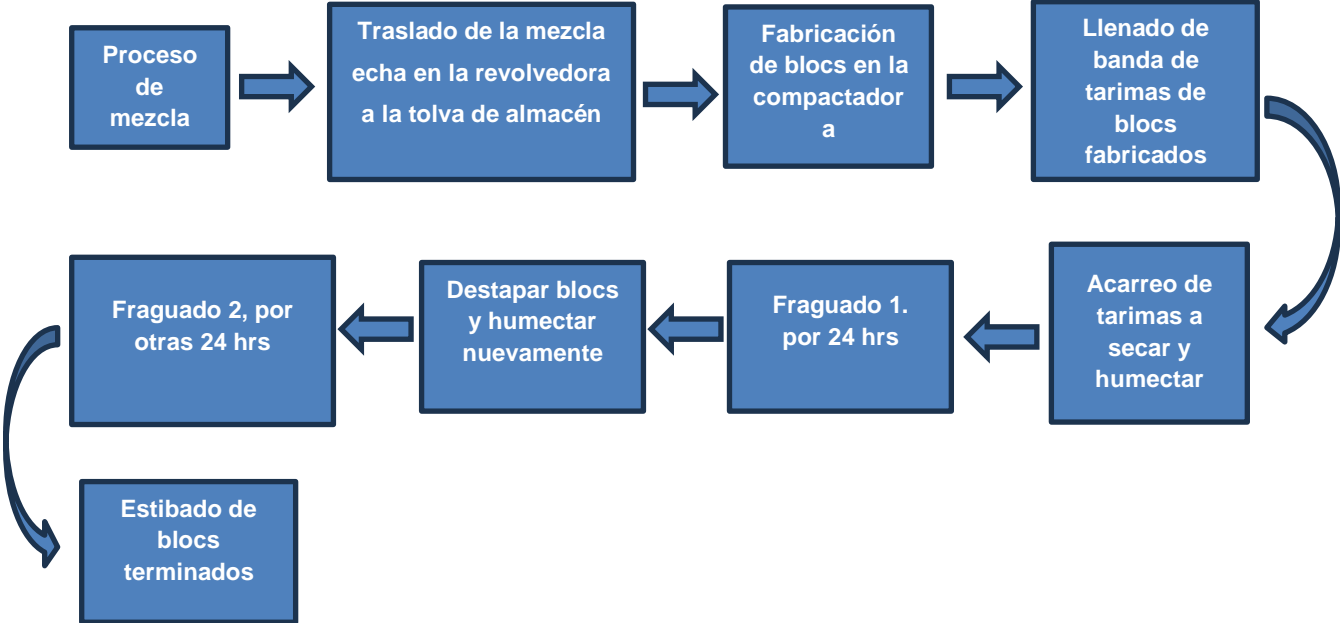 Proceso
de
mezcla
Traslado de la mezcla
echa en la revolvedora
a la tolva de almacén
Fabricación
de blocs en la
compactador
a
Llenado de
banda de
tarimas de
blocs
fabricados
Acarreo de
tarimas a
secar y
humectar
Fraguado 1.
por 24 hrs
Destapar blocs
y humectar
nuevamente
Fraguado 2, por
otras 24 hrs
Estibado de
blocs
terminados